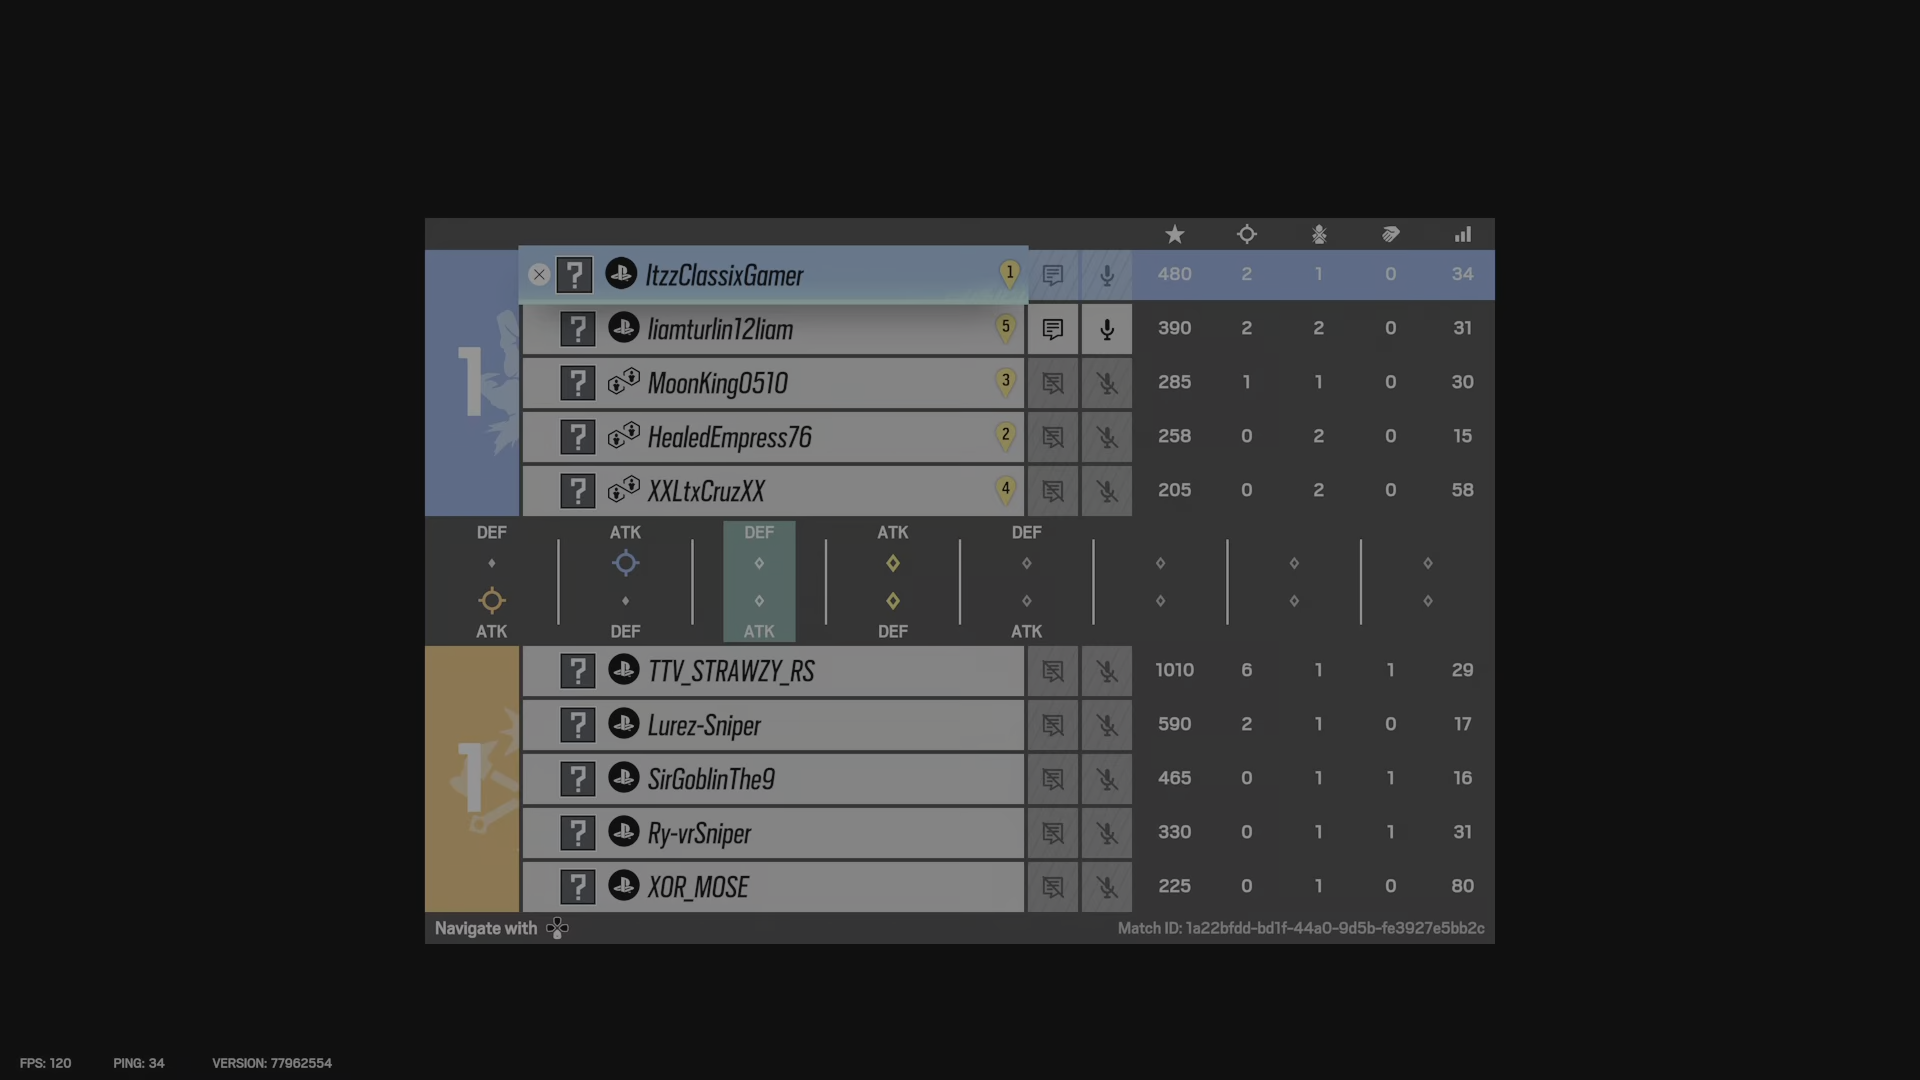 ItzzClassixGamer 1 480 2 1 0 34
liamturlin12liam 5 390 2 2 0 31
1
MoonKing0510 3 285 1 1 0 30
HealedEmpress76 2 258 0 2 0 15
XXLtxCruzXX 4 205 0 2 0 58
DEF ATK DEF ATK DEF
ATK DEF ATK DEF ATK
TTV_STRAWZY_RS 1010 6 1 1 29
Lurez-Sniper 590 2 1 0 17
1
SirGoblinThe9 465 0 1 1 16
Ry-vrSniper 330 0 1 1 31
XOR_MOSE 225 0 1 0 80
Navigate with Match ID: 1a22bfdd-bd1f-44a0-9d5b-fe3927e5bb2c
FPS: 120 PING: 34 VERSION: 77962554